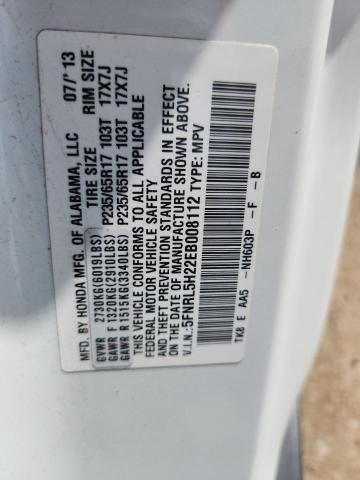 MFD. BY HONDA MFG. OF ALABAMA, LLC 07/'13
TIRE SIZE RIM SIZE
GVWR 2730KG(6010LBS)
GAWR F 1320KG(2910LBS) P235/65R17 103T 17X7J
GAWR R 1515KG(3340LBS) P235/65R17 103T 17X7J
THIS VEHICLE CONFORMS TO ALL APPLICABLE
FEDERAL MOTOR VEHICLE SAFETY
AND THEFT PREVENTION STANDARDS IN EFFECT
ON THE DATE OF MANUFACTURE SHOWN ABOVE.
V.I.N.: 5FNRL5H22EB008112 TYPE: MPV
TK8 E AA5 - NH603P - F - B